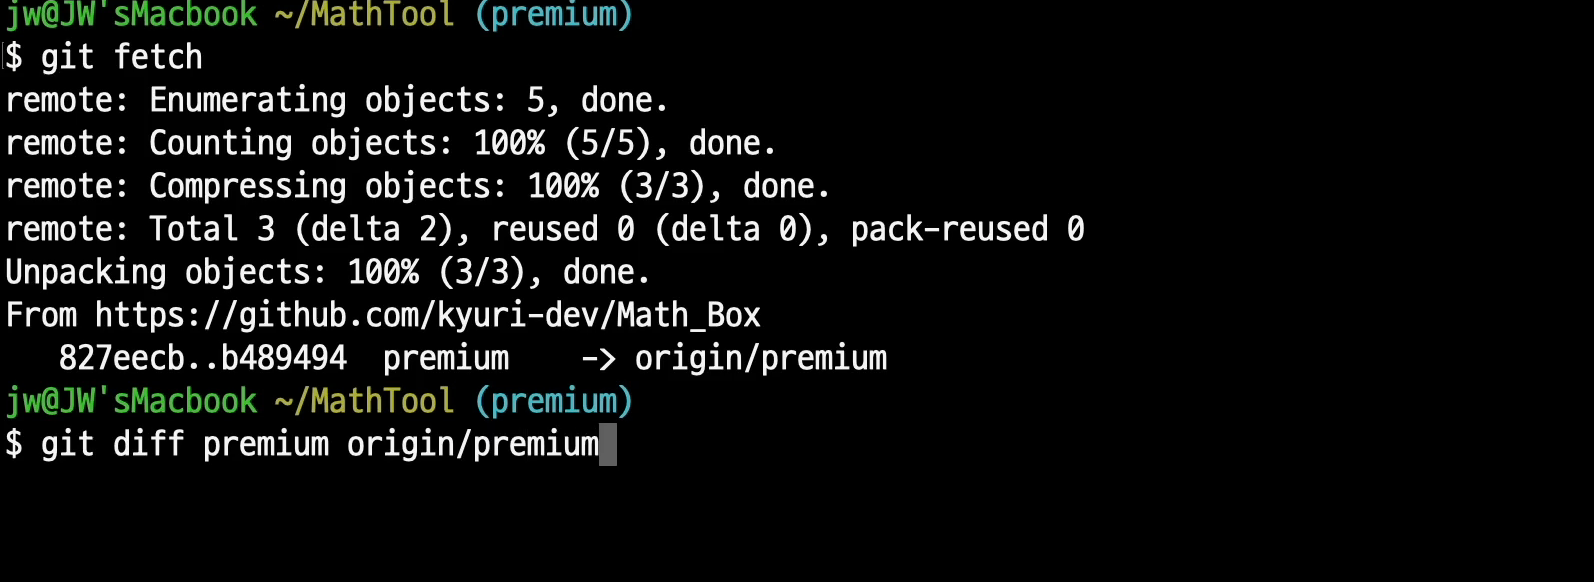 jw@JW'sMacbook ~/MathTool (premium)
$ git fetch
remote: Enumerating objects: 5, done.
remote: Counting objects: 100% (5/5), done.
remote: Compressing objects: 100% (3/3), done.
remote: Total 3 (delta 2), reused 0 (delta 0), pack-reused 0
Unpacking objects: 100% (3/3), done.
From https://github.com/kyuri-dev/Math_Box
   827eecb..b489494  premium    -> origin/premium
jw@JW'sMacbook ~/MathTool (premium)
$ git diff premium origin/premium